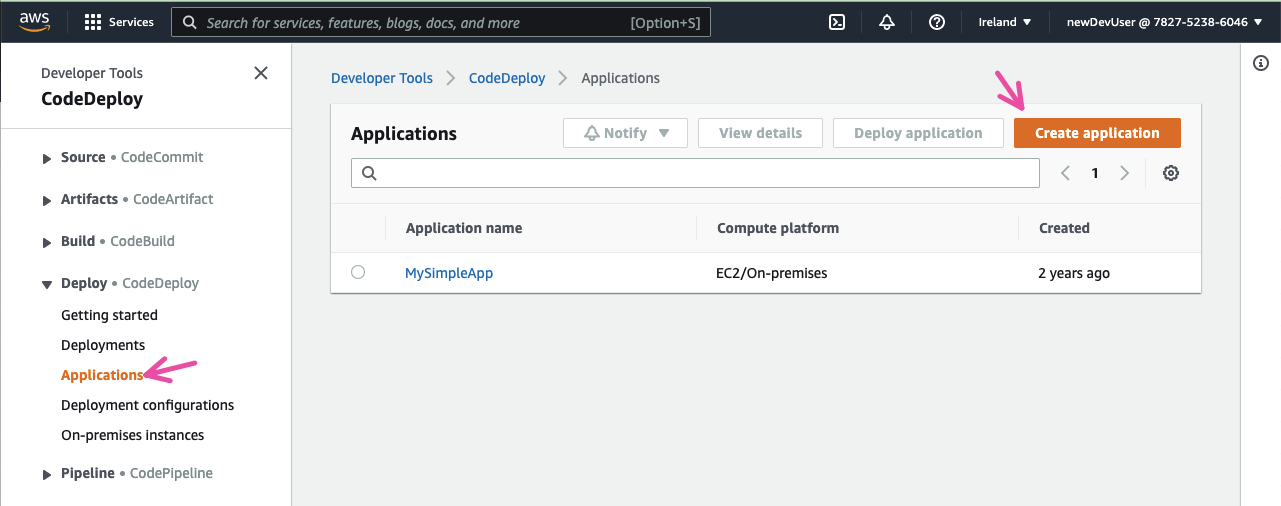 aws Services Search for services, features, blogs, docs, and more [Option+S] Ireland newDevUser @ 7827-5238-6046
Developer Tools
CodeDeploy
Source • CodeCommit
Artifacts • CodeArtifact
Build • CodeBuild
Deploy • CodeDeploy
Getting started
Deployments
Applications
Deployment configurations
On-premises instances
Pipeline • CodePipeline
Developer Tools > CodeDeploy > Applications
Applications Notify View details Deploy application Create application
1
Application name Compute platform Created
MySimpleApp EC2/On-premises 2 years ago